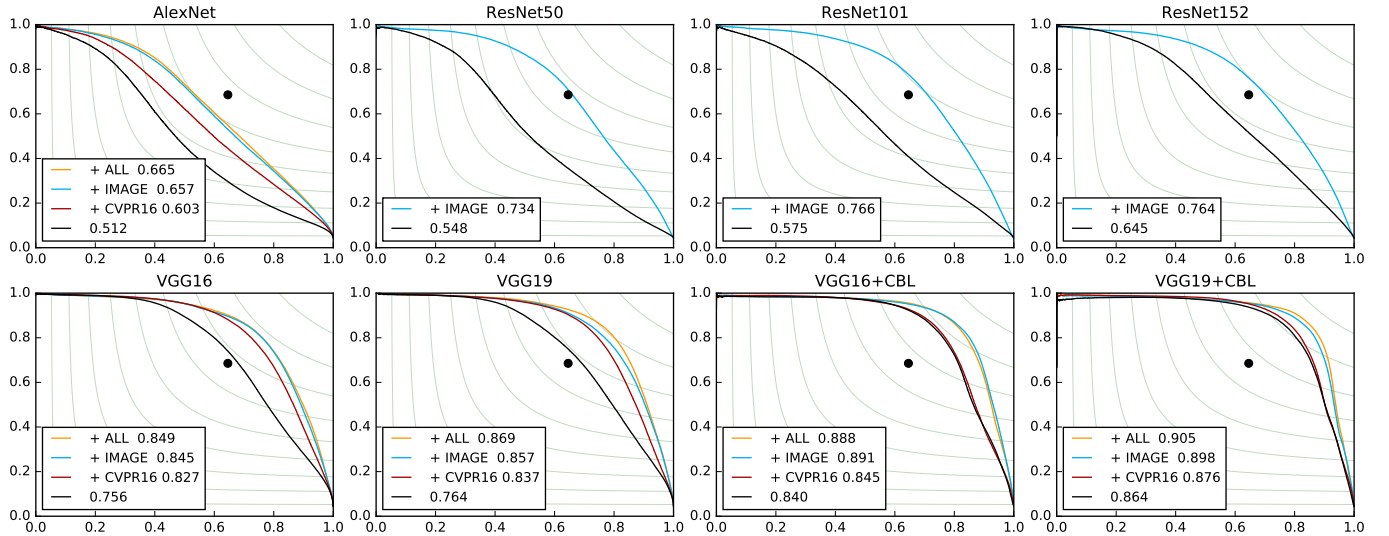 AlexNet
1.0
0.8
0.6
0.4
0.2
0.0
+ ALL 0.665
+ IMAGE 0.657
+ CVPR16 0.603
0.512
0.0 0.2 0.4 0.6 0.8 1.0
ResNet50
1.0
0.8
0.6
0.4
0.2
0.0
+ IMAGE 0.734
0.548
0.0 0.2 0.4 0.6 0.8 1.0
ResNet101
1.0
0.8
0.6
0.4
0.2
0.0
+ IMAGE 0.766
0.575
0.0 0.2 0.4 0.6 0.8 1.0
ResNet152
1.0
0.8
0.6
0.4
0.2
0.0
+ IMAGE 0.764
0.645
0.0 0.2 0.4 0.6 0.8 1.0
VGG16
1.0
0.8
0.6
0.4
0.2
0.0
+ ALL 0.849
+ IMAGE 0.845
+ CVPR16 0.827
0.756
0.0 0.2 0.4 0.6 0.8 1.0
VGG19
1.0
0.8
0.6
0.4
0.2
0.0
+ ALL 0.869
+ IMAGE 0.857
+ CVPR16 0.837
0.764
0.0 0.2 0.4 0.6 0.8 1.0
VGG16+CBL
1.0
0.8
0.6
0.4
0.2
0.0
+ ALL 0.888
+ IMAGE 0.891
+ CVPR16 0.845
0.840
0.0 0.2 0.4 0.6 0.8 1.0
VGG19+CBL
1.0
0.8
0.6
0.4
0.2
0.0
+ ALL 0.905
+ IMAGE 0.898
+ CVPR16 0.876
0.864
0.0 0.2 0.4 0.6 0.8 1.0